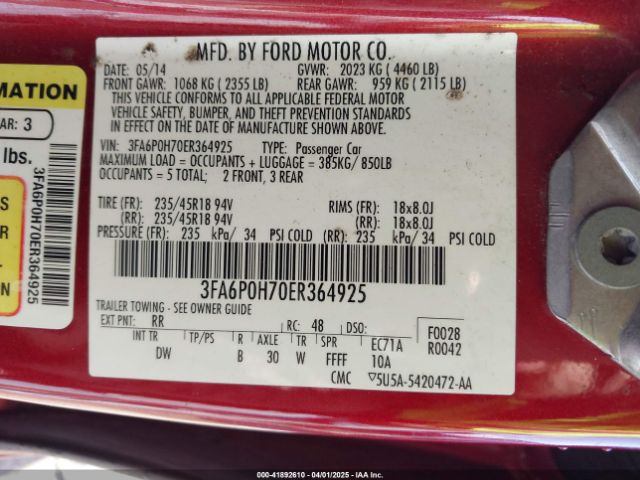 MFD. BY FORD MOTOR CO.
DATE: 05/14 GVWR: 2023 KG ( 4460 LB)
FRONT GAWR: 1068 KG ( 2355 LB) REAR GAWR: 959 KG ( 2115 LB)
THIS VEHICLE CONFORMS TO ALL APPLICABLE FEDERAL MOTOR
VEHICLE SAFETY, BUMPER, AND THEFT PREVENTION STANDARDS
IN EFFECT ON THE DATE OF MANUFACTURE SHOWN ABOVE.
VIN: 3FA6P0H70ER364925 TYPE: Passenger Car
MAXIMUM LOAD = OCCUPANTS + LUGGAGE = 385KG/ 850LB
OCCUPANTS = 5 TOTAL; 2 FRONT, 3 REAR
TIRE (FR): 235/45R18 94V RIMS (FR): 18x8.0J
(RR): 235/45R18 94V (RR): 18x8.0J
PRESSURE (FR): 235 kPa/ 34 PSI COLD (RR): 235 kPa/ 34 PSI COLD
3FA6P0H70ER364925
TRAILER TOWING - SEE OWNER GUIDE
EXT PNT: RR RC: 48 DSO: F0028
INT TR TP/PS R AXLE TR SPR EC71A R0042
DW B 30 W FFFF 10A
CMC ▽5U5A-5420472-AA
MATION
AR: 3
lbs.
3FA6P0H70ER364925
S
R
ER
ON
00-41892610 04/01/2025 IAAI.COM